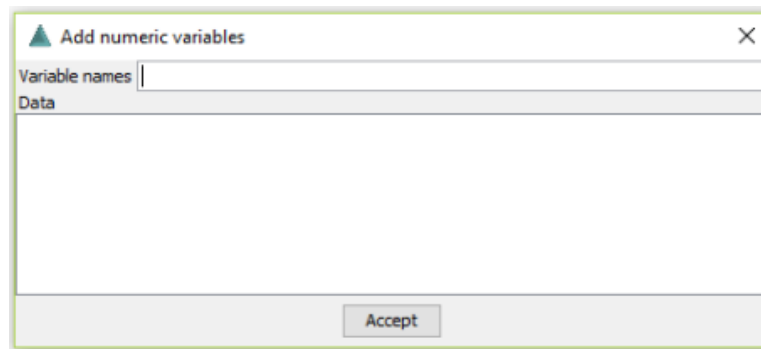 Add numeric variables
Variable names
Data
Accept